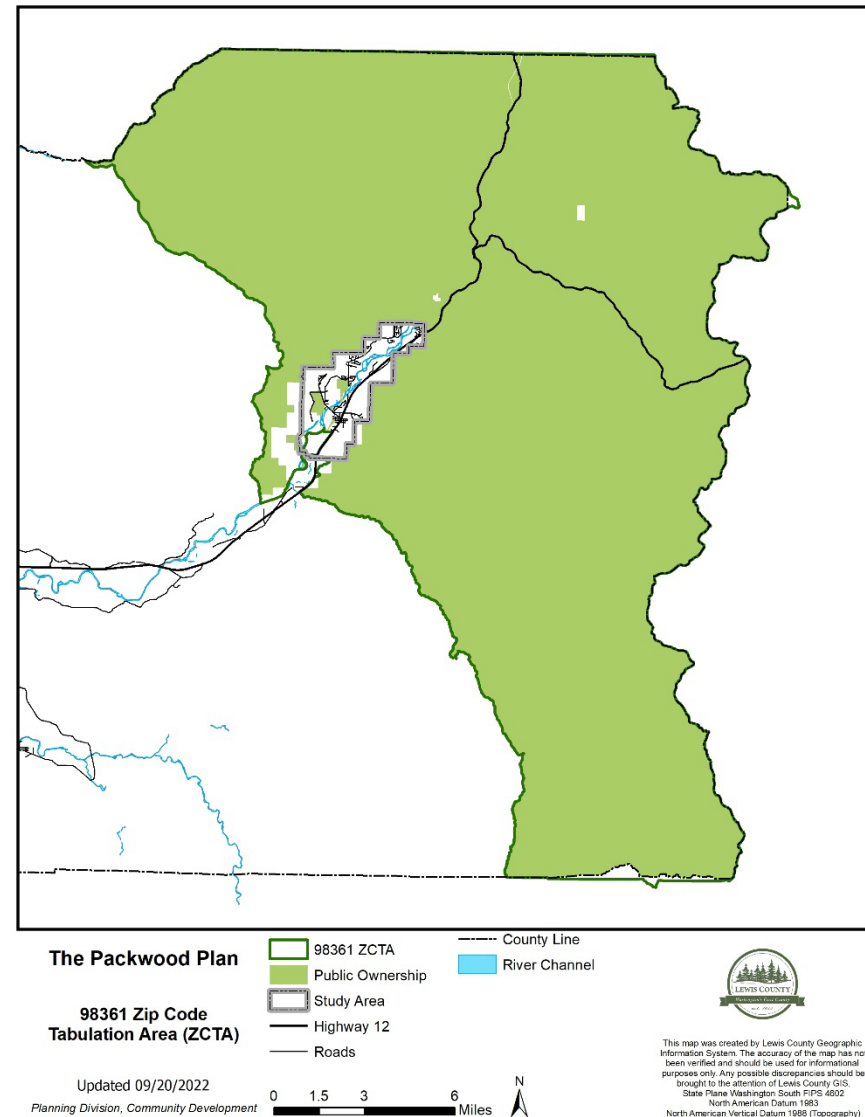 The Packwood Plan
98361 Zip Code
Tabulation Area (ZCTA)
Updated 09/20/2022
Planning Division, Community Development
98361 ZCTA
Public Ownership
Study Area
Highway 12
Roads
County Line
River Channel
0 1.5 3 6
Miles
N
LEWIS COUNTY
This map was created by Lewis County Geographic
Information System. The accuracy of the map has not
been verified and should be used for informational
purposes only. Any possible discrepancies should be
brought to the attention of Lewis County GIS.
State Plane Washington South FIPS 4602
North American Datum 1983
North American Vertical Datum 1988 (Topography)